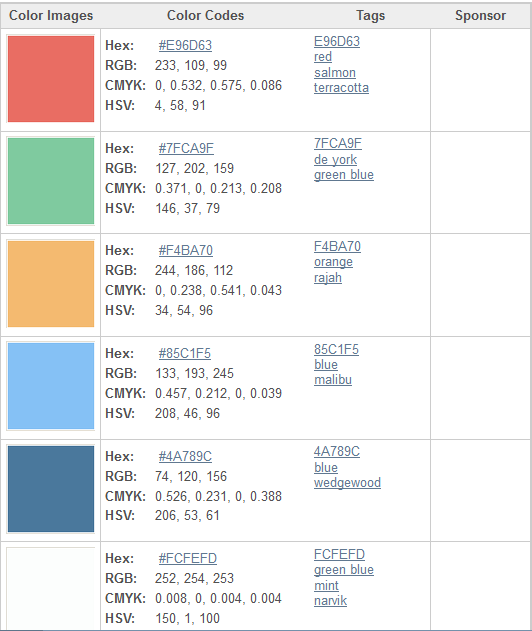 Color Images Color Codes Tags Sponsor
Hex: #E96D63 E96D63
RGB: 233, 109, 99 red
CMYK: 0, 0.532, 0.575, 0.086 salmon
HSV: 4, 58, 91 terracotta
Hex: #7FCA9F 7FCA9F
RGB: 127, 202, 159 de york
CMYK: 0.371, 0, 0.213, 0.208 green blue
HSV: 146, 37, 79
Hex: #F4BA70 F4BA70
RGB: 244, 186, 112 orange
CMYK: 0, 0.238, 0.541, 0.043 rajah
HSV: 34, 54, 96
Hex: #85C1F5 85C1F5
RGB: 133, 193, 245 blue
CMYK: 0.457, 0.212, 0, 0.039 malibu
HSV: 208, 46, 96
Hex: #4A789C 4A789C
RGB: 74, 120, 156 blue
CMYK: 0.526, 0.231, 0, 0.388 wedgewood
HSV: 206, 53, 61
Hex: #FCFEFD FCFEFD
RGB: 252, 254, 253 green blue
CMYK: 0.008, 0, 0.004, 0.004 mint
HSV: 150, 1, 100 narvik